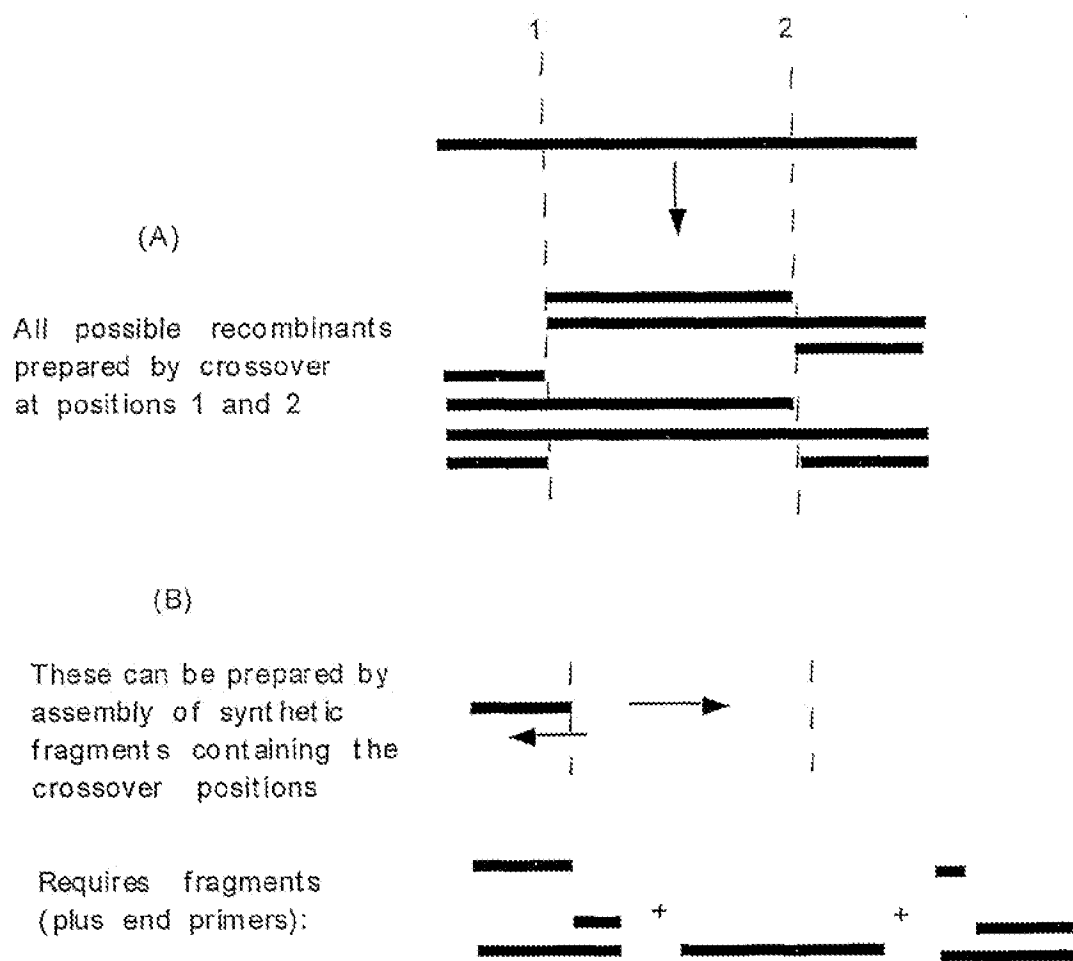 1 2
(A)
All possible recombinants
prepared by crossover
at positions 1 and 2
(B)
These can be prepared by
assembly of synthetic
fragments containing the
crossover positions
Requires fragments
(plus end primers):
+ +